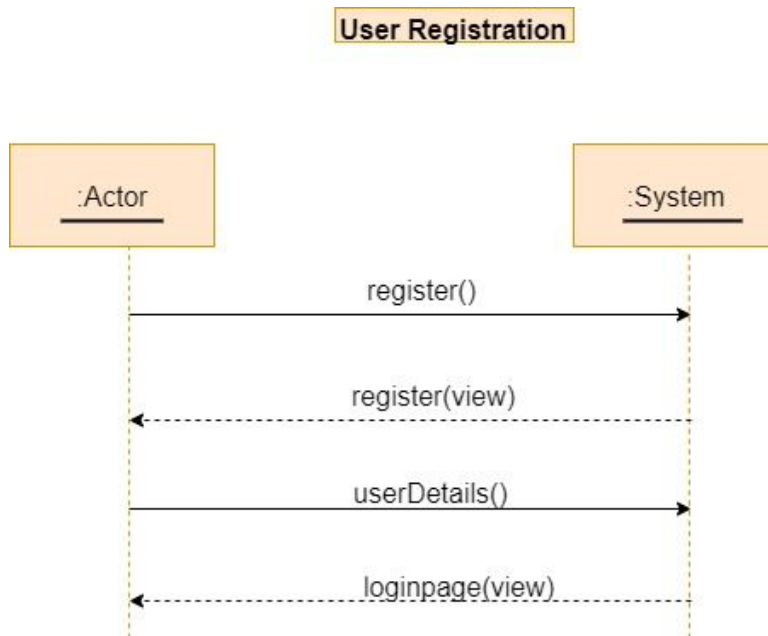 User Registration
:Actor
:System
register()
register(view)
userDetails()
loginpage(view)